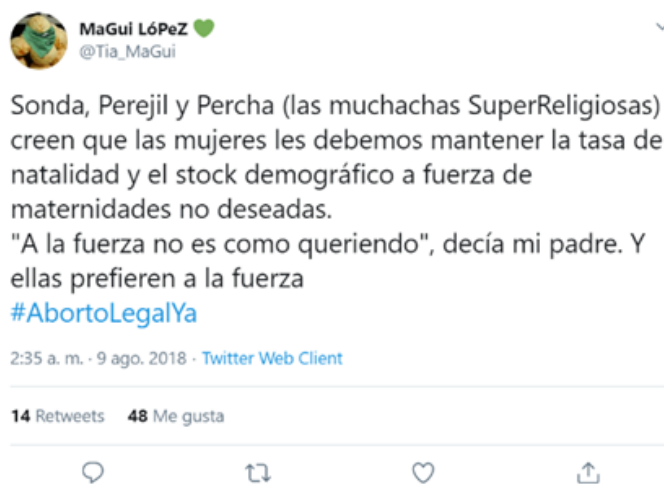 MaGui LóPeZ 💚
@Tia_MaGui
Sonda, Perejil y Percha (las muchachas SuperReligiosas)
creen que las mujeres les debemos mantener la tasa de
natalidad y el stock demográfico a fuerza de
maternidades no deseadas.
"A la fuerza no es como queriendo", decía mi padre. Y
ellas prefieren a la fuerza
#AbortoLegalYa
2:35 a. m. · 9 ago. 2018 · Twitter Web Client
14 Retweets 48 Me gusta